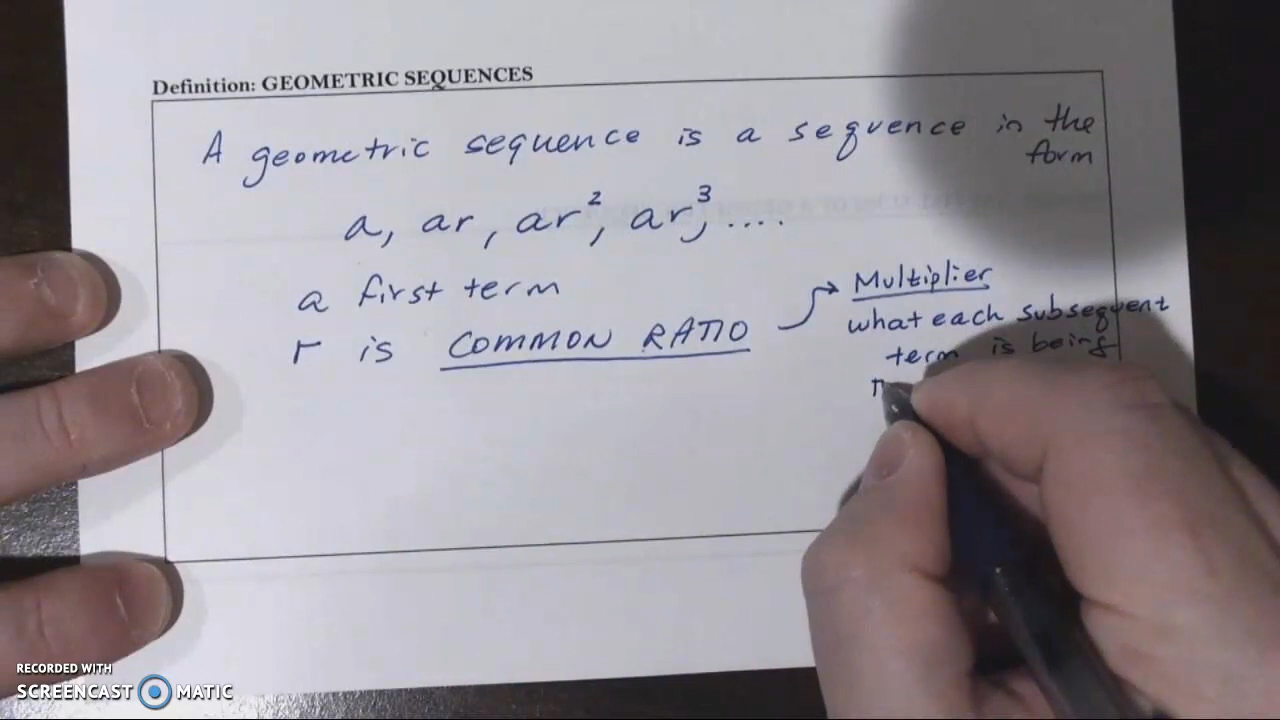 Definition: GEOMETRIC SEQUENCES
A geometric sequence is a sequence in the
form
a, ar, ar², ar³, ....
a first term
r is COMMON RATIO
Multiplier
what each subsequent
term is being
RECORDED WITH
SCREENCAST MATIC